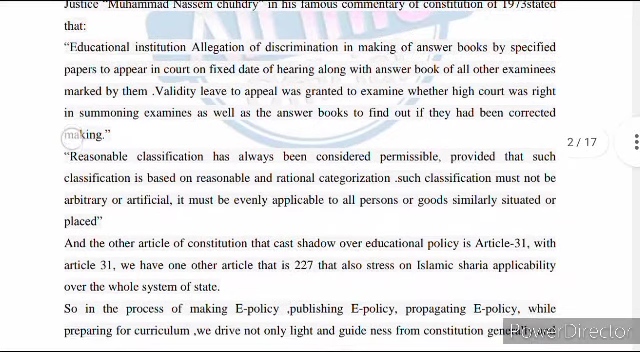 Justice "Muhammad Nassem chuhdry" in his famous commentary of constitution of 1973stated
that:
"Educational institution Allegation of discrimination in making of answer books by specified
papers to appear in court on fixed date of hearing along with answer book of all other examinees
marked by them .Validity leave to appeal was granted to examine whether high court was right
in summoning examines as well as the answer books to find out if they had been corrected
making."
2 / 17
"Reasonable classification has always been considered permissible, provided that such
classification is based on reasonable and rational categorization .such classification must not be
arbitrary or artificial, it must be evenly applicable to all persons or goods similarly situated or
placed"
And the other article of constitution that cast shadow over educational policy is Article-31, with
article 31, we have one other article that is 227 that also stress on Islamic sharia applicability
over the whole system of state.
So in the process of making E-policy ,publishing E-policy, propagating E-policy, while
preparing for curriculum ,we drive not only light and guide ness from constitution
PowerDirector